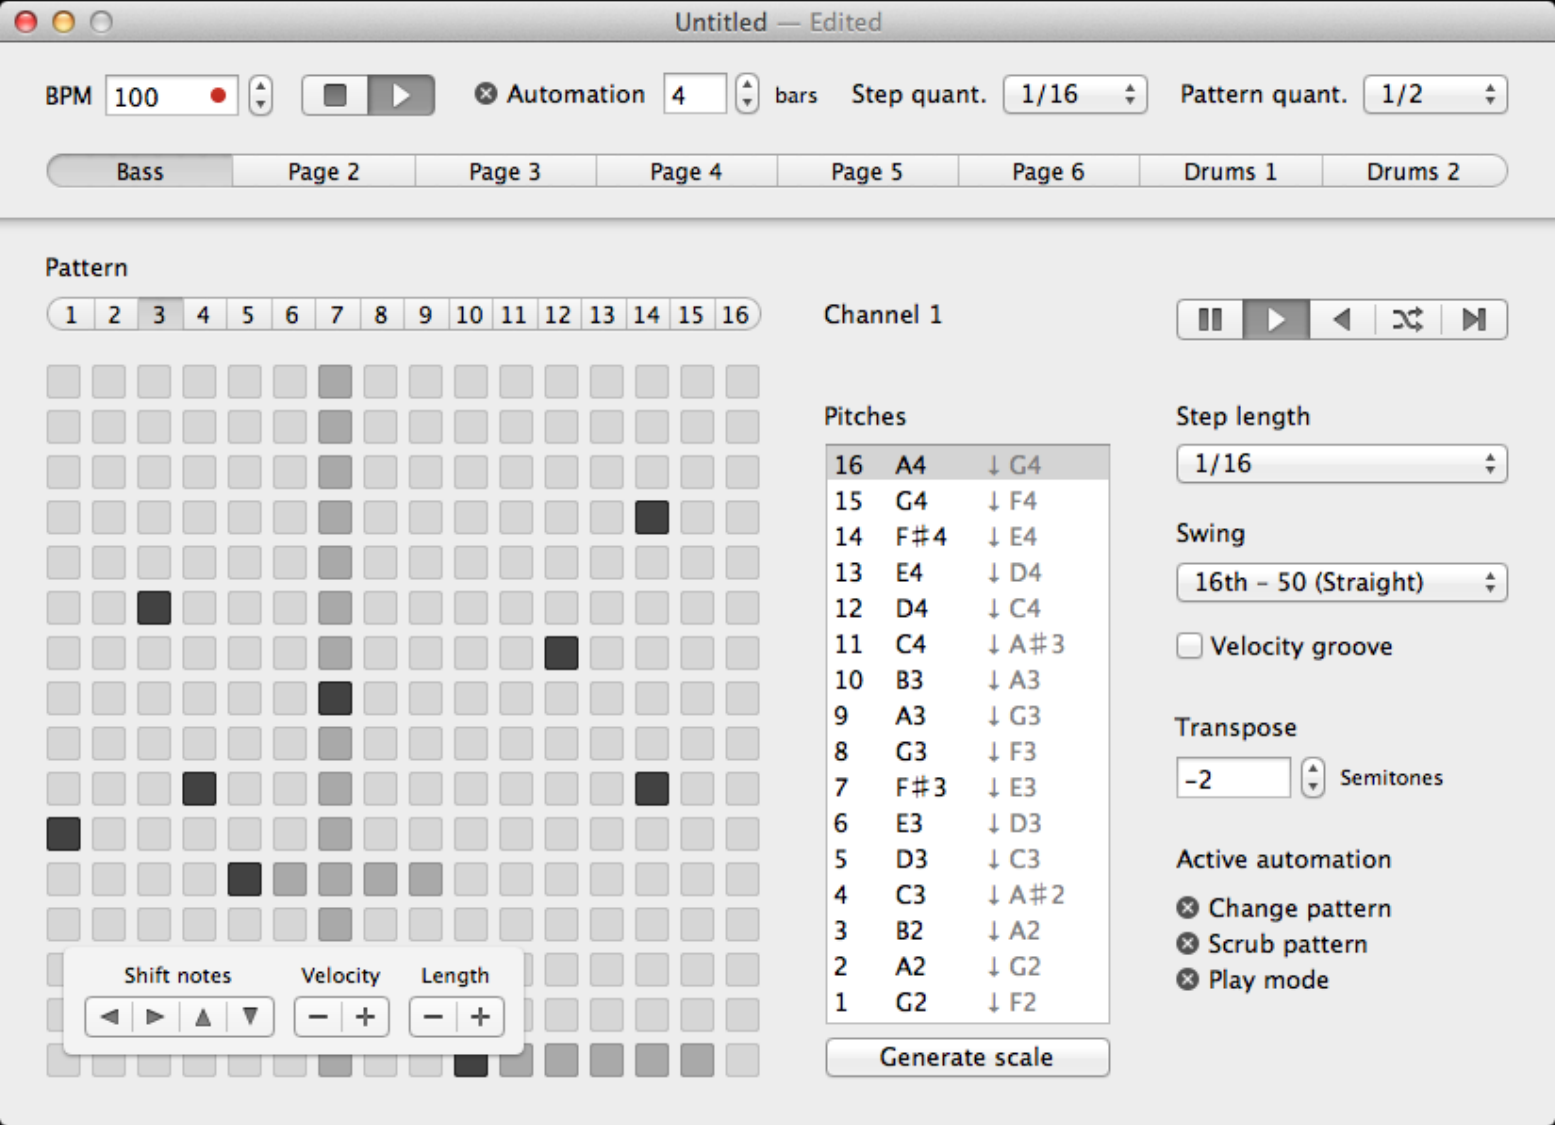 Untitled — Edited
BPM 100 Automation 4 bars Step quant. 1/16 Pattern quant. 1/2
Bass Page 2 Page 3 Page 4 Page 5 Page 6 Drums 1 Drums 2
Pattern
1 2 3 4 5 6 7 8 9 10 11 12 13 14 15 16
Channel 1
Pitches
16 A4 ↓ G4
15 G4 ↓ F4
14 F♯4 ↓ E4
13 E4 ↓ D4
12 D4 ↓ C4
11 C4 ↓ A♯3
10 B3 ↓ A3
9 A3 ↓ G3
8 G3 ↓ F3
7 F♯3 ↓ E3
6 E3 ↓ D3
5 D3 ↓ C3
4 C3 ↓ A♯2
3 B2 ↓ A2
2 A2 ↓ G2
1 G2 ↓ F2
Generate scale
Step length
1/16
Swing
16th – 50 (Straight)
Velocity groove
Transpose
-2 Semitones
Active automation
Change pattern
Scrub pattern
Play mode
Shift notes Velocity Length
− + − +